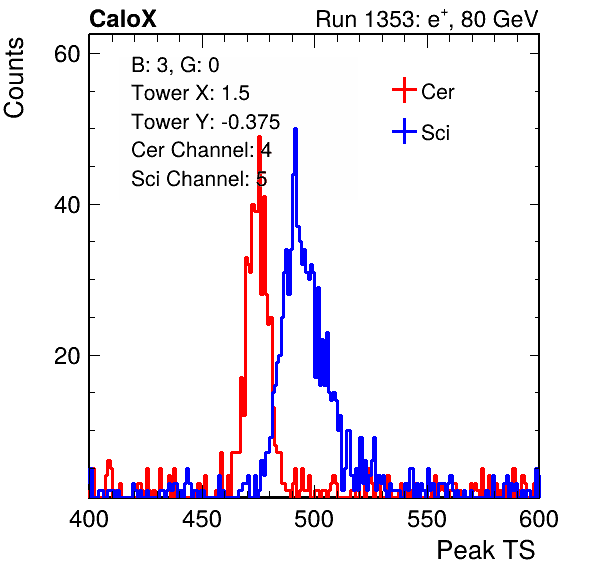 CaloX Run 1353: e⁺, 80 GeV
Counts
60
40
20
B: 3, G: 0
Tower X: 1.5
Tower Y: -0.375
Cer Channel: 4
Sci Channel: 5
Cer
Sci
400 450 500 550 600
Peak TS